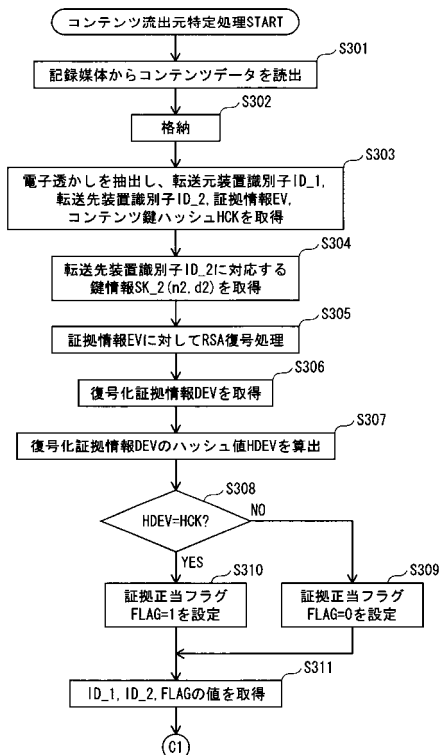 コンテンツ流出元特定処理START
S301
記録媒体からコンテンツデータを読出
S302
格納
S303
電子透かしを抽出し、転送元装置識別子ID_1,
転送先装置識別子ID_2,証拠情報EV,
コンテンツ鍵ハッシュHCKを取得
S304
転送先装置識別子ID_2に対応する
鍵情報SK_2(n2,d2)を取得
S305
証拠情報EVに対してRSA復号処理
S306
復号化証拠情報DEVを取得
S307
復号化証拠情報DEVのハッシュ値HDEVを算出
S308
HDEV=HCK?
NO
YES
S310
証拠正当フラグ
FLAG=1を設定
S309
証拠正当フラグ
FLAG=0を設定
S311
ID_1,ID_2,FLAGの値を取得
C1